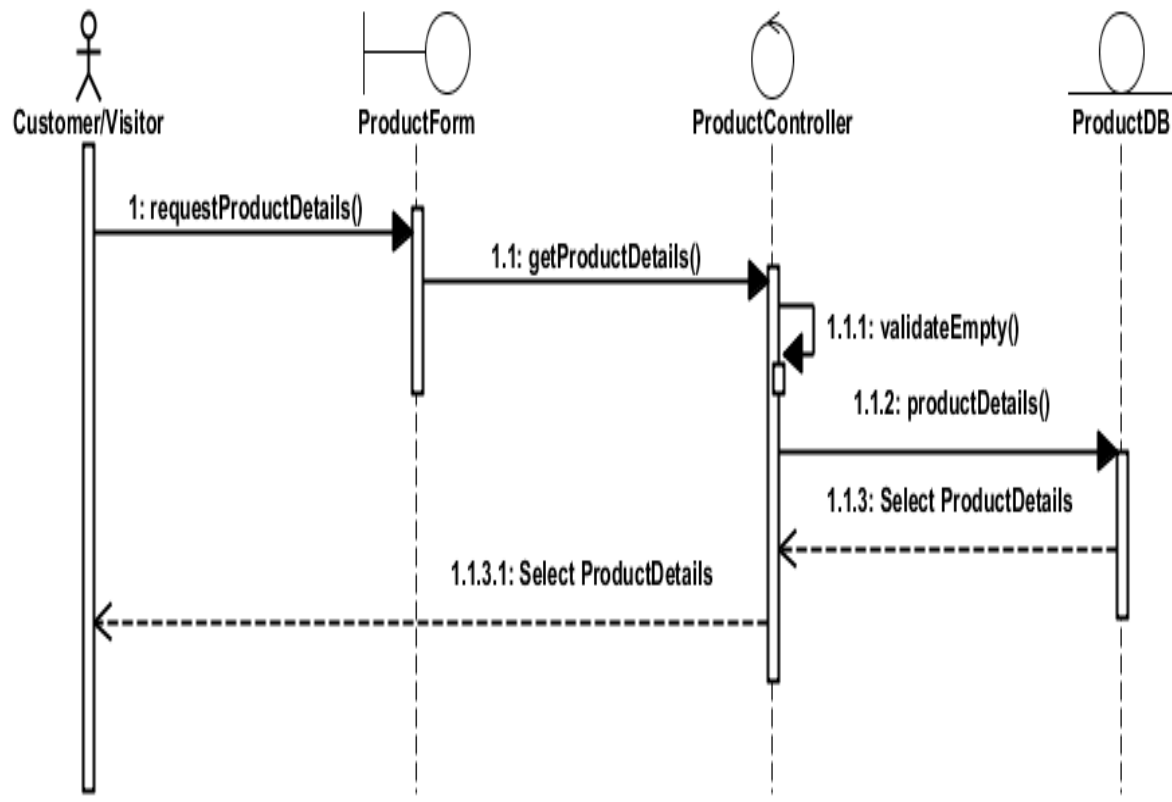 Customer/Visitor
ProductForm
ProductController
ProductDB
1: requestProductDetails()
1.1: getProductDetails()
1.1.1: validateEmpty()
1.1.2: productDetails()
1.1.3: Select ProductDetails
1.1.3.1: Select ProductDetails